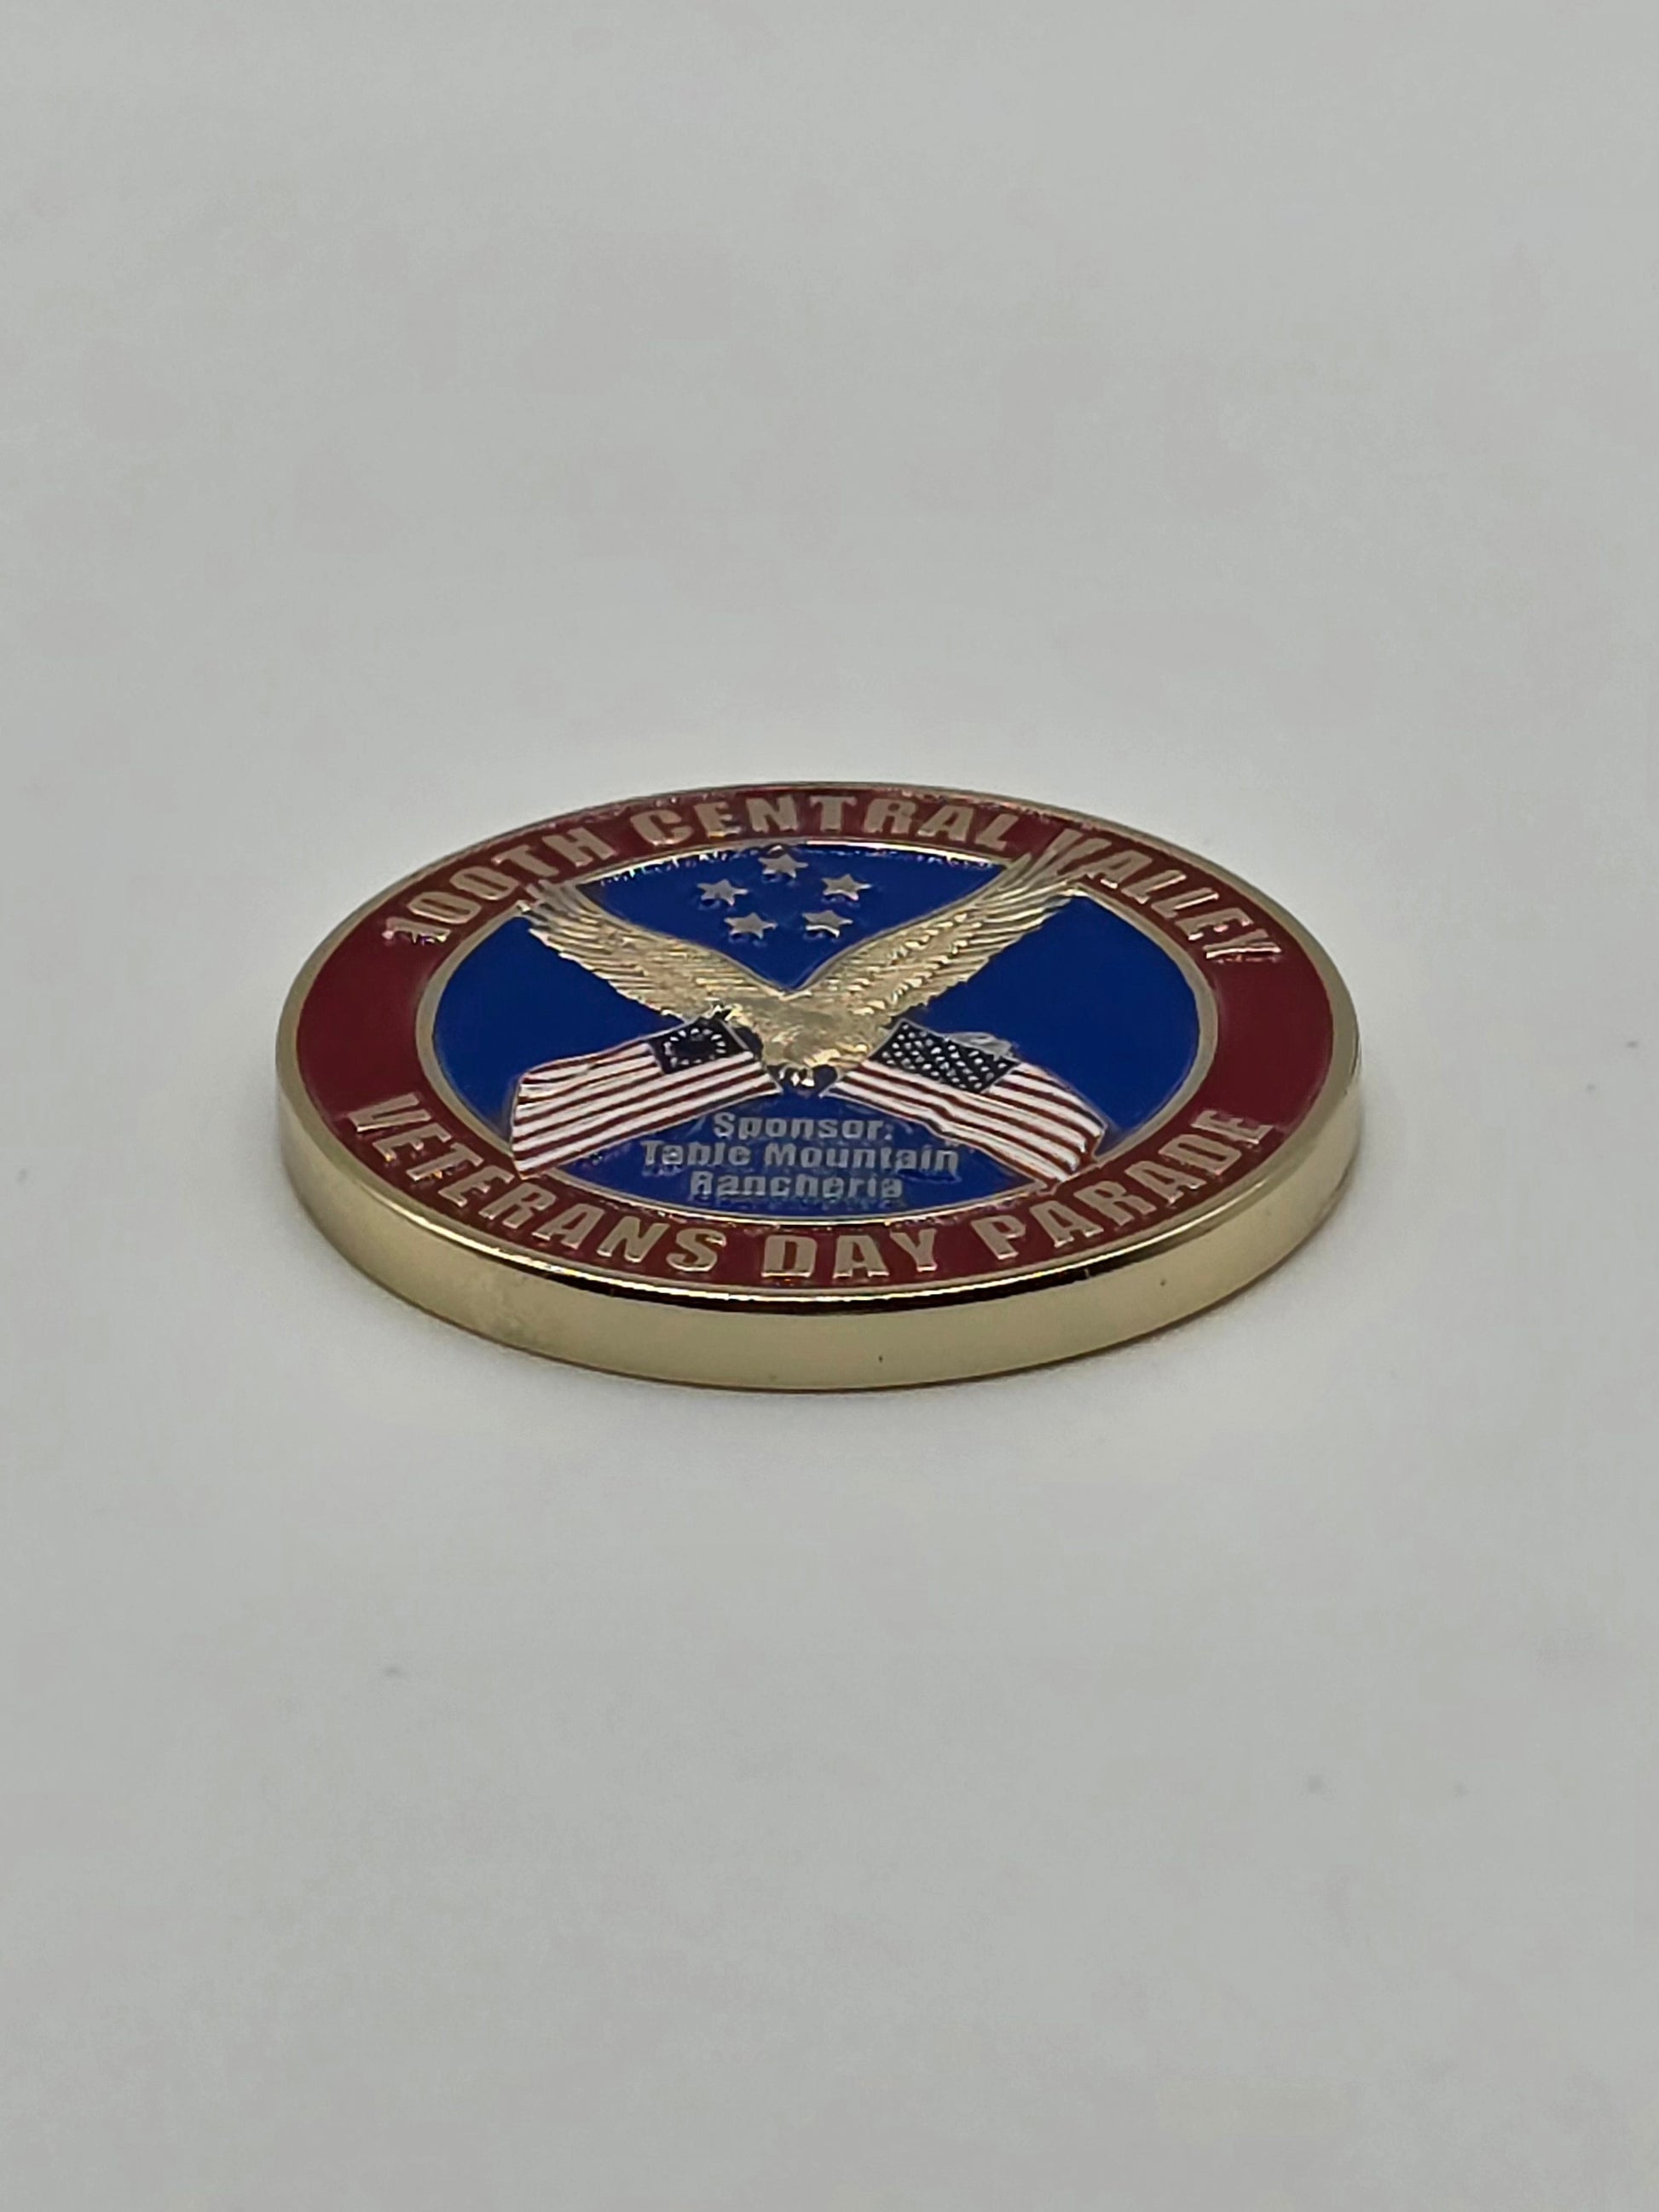 100TH CENTRAL VALLEY
Sponsor:
Table Mountain
Rancheria
VETERANS DAY PARADE